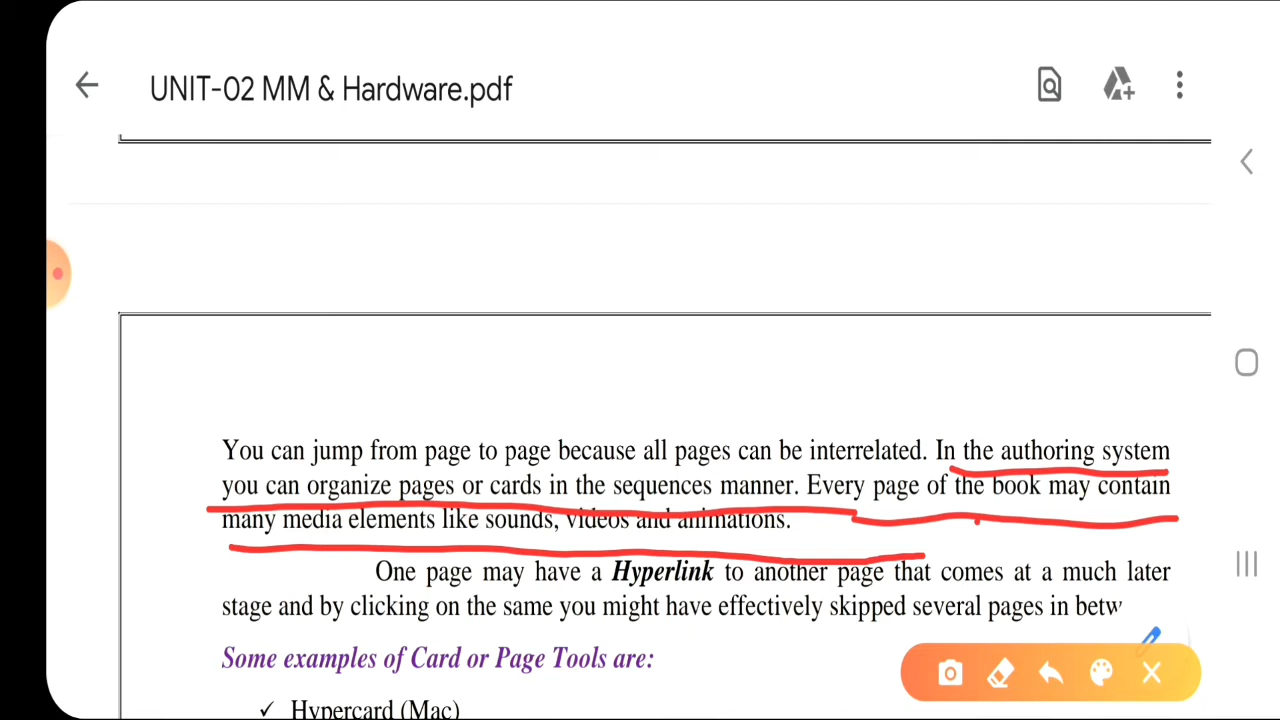 UNIT-02 MM & Hardware.pdf
You can jump from page to page because all pages can be interrelated. In the authoring system
you can organize pages or cards in the sequences manner. Every page of the book may contain
many media elements like sounds, videos and animations.
One page may have a Hyperlink to another page that comes at a much later
stage and by clicking on the same you might have effectively skipped several pages in
Some examples of Card or Page Tools are:
✓ Hypercard (Mac)